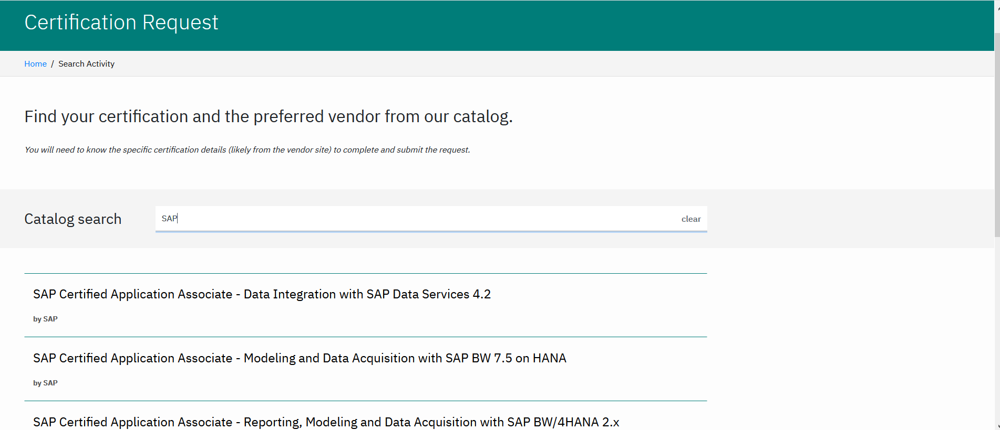 Certification Request
Home / Search Activity
Find your certification and the preferred vendor from our catalog.
You will need to know the specific certification details (likely from the vendor site) to complete and submit the request.
Catalog search
SAP
clear
SAP Certified Application Associate - Data Integration with SAP Data Services 4.2
by SAP
SAP Certified Application Associate - Modeling and Data Acquisition with SAP BW 7.5 on HANA
by SAP
SAP Certified Application Associate - Reporting, Modeling and Data Acquisition with SAP BW/4HANA 2.x